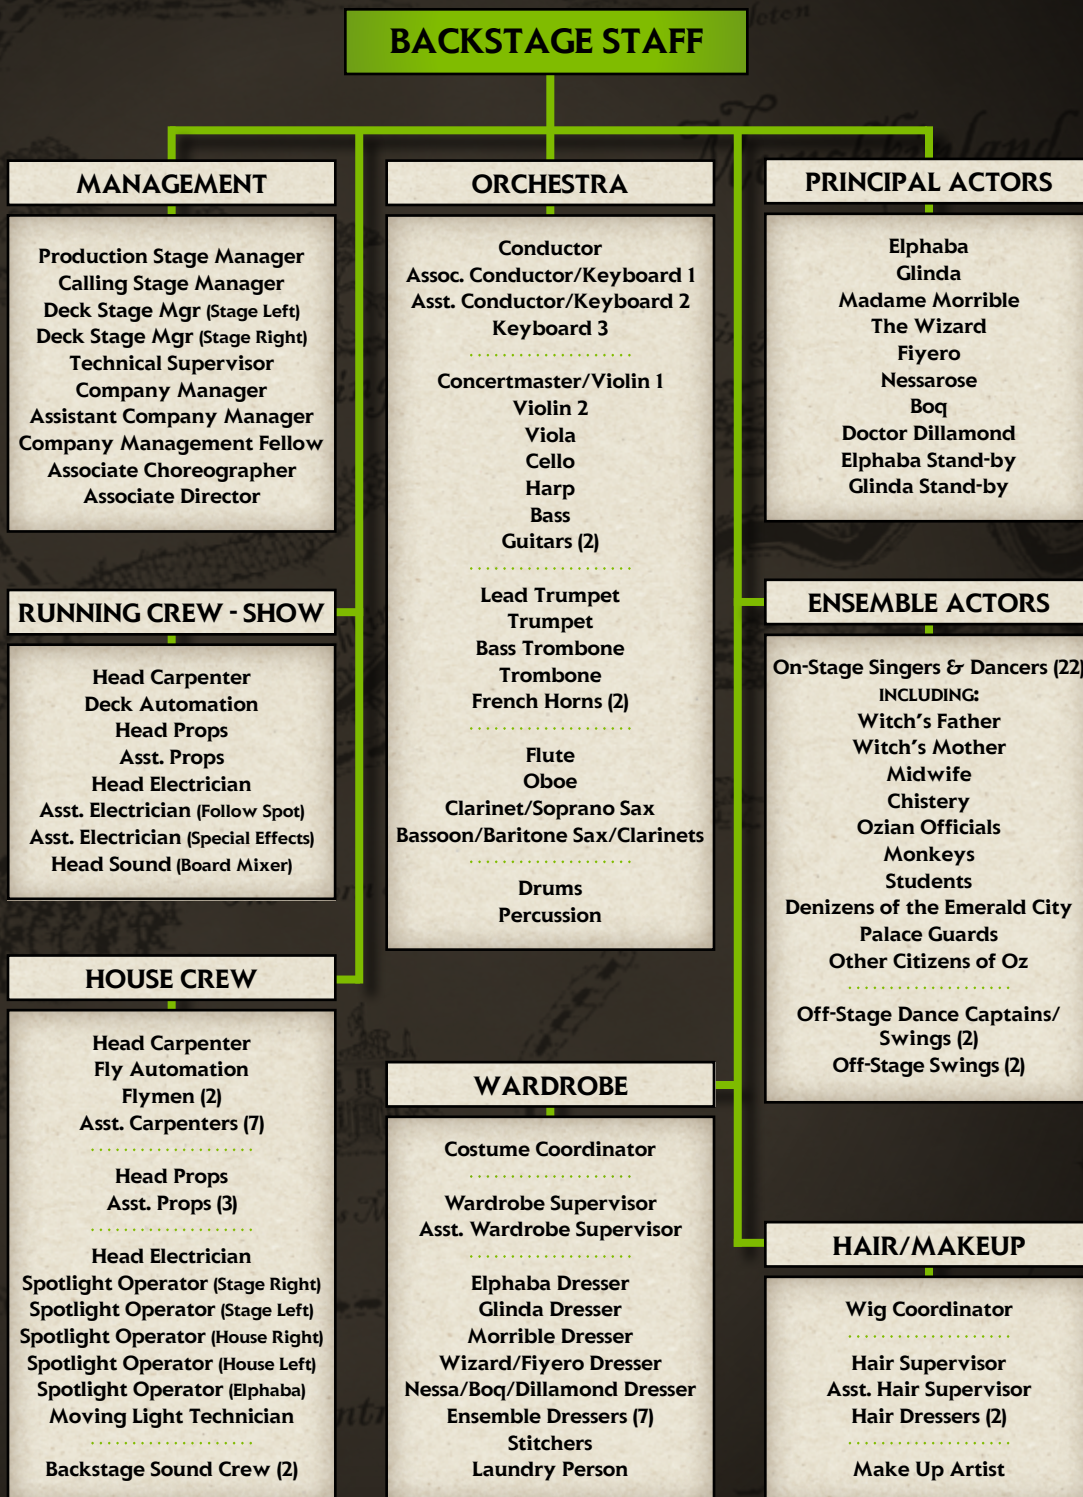 BACKSTAGE STAFF
MANAGEMENT
Production Stage Manager
Calling Stage Manager
Deck Stage Mgr (Stage Left)
Deck Stage Mgr (Stage Right)
Technical Supervisor
Company Manager
Assistant Company Manager
Company Management Fellow
Associate Choreographer
Associate Director
RUNNING CREW - SHOW
Head Carpenter
Deck Automation
Head Props
Asst. Props
Head Electrician
Asst. Electrician (Follow Spot)
Asst. Electrician (Special Effects)
Head Sound (Board Mixer)
HOUSE CREW
Head Carpenter
Fly Automation
Flymen (2)
Asst. Carpenters (7)
Head Props
Asst. Props (3)
Head Electrician
Spotlight Operator (Stage Right)
Spotlight Operator (Stage Left)
Spotlight Operator (House Right)
Spotlight Operator (House Left)
Spotlight Operator (Elphaba)
Moving Light Technician
Backstage Sound Crew (2)
ORCHESTRA
Conductor
Assoc. Conductor/Keyboard 1
Asst. Conductor/Keyboard 2
Keyboard 3
Concertmaster/Violin 1
Violin 2
Viola
Cello
Harp
Bass
Guitars (2)
Lead Trumpet
Trumpet
Bass Trombone
Trombone
French Horns (2)
Flute
Oboe
Clarinet/Soprano Sax
Bassoon/Baritone Sax/Clarinets
Drums
Percussion
WARDROBE
Costume Coordinator
Wardrobe Supervisor
Asst. Wardrobe Supervisor
Elphaba Dresser
Glinda Dresser
Morrible Dresser
Wizard/Fiyero Dresser
Nessa/Boq/Dillamond Dresser
Ensemble Dressers (7)
Stitchers
Laundry Person
PRINCIPAL ACTORS
Elphaba
Glinda
Madame Morrible
The Wizard
Fiyero
Nessarose
Boq
Doctor Dillamond
Elphaba Stand-by
Glinda Stand-by
ENSEMBLE ACTORS
On-Stage Singers & Dancers (22)
INCLUDING:
Witch's Father
Witch's Mother
Midwife
Chistery
Ozian Officials
Monkeys
Students
Denizens of the Emerald City
Palace Guards
Other Citizens of Oz
Off-Stage Dance Captains/
Swings (2)
Off-Stage Swings (2)
HAIR/MAKEUP
Wig Coordinator
Hair Supervisor
Asst. Hair Supervisor
Hair Dressers (2)
Make Up Artist